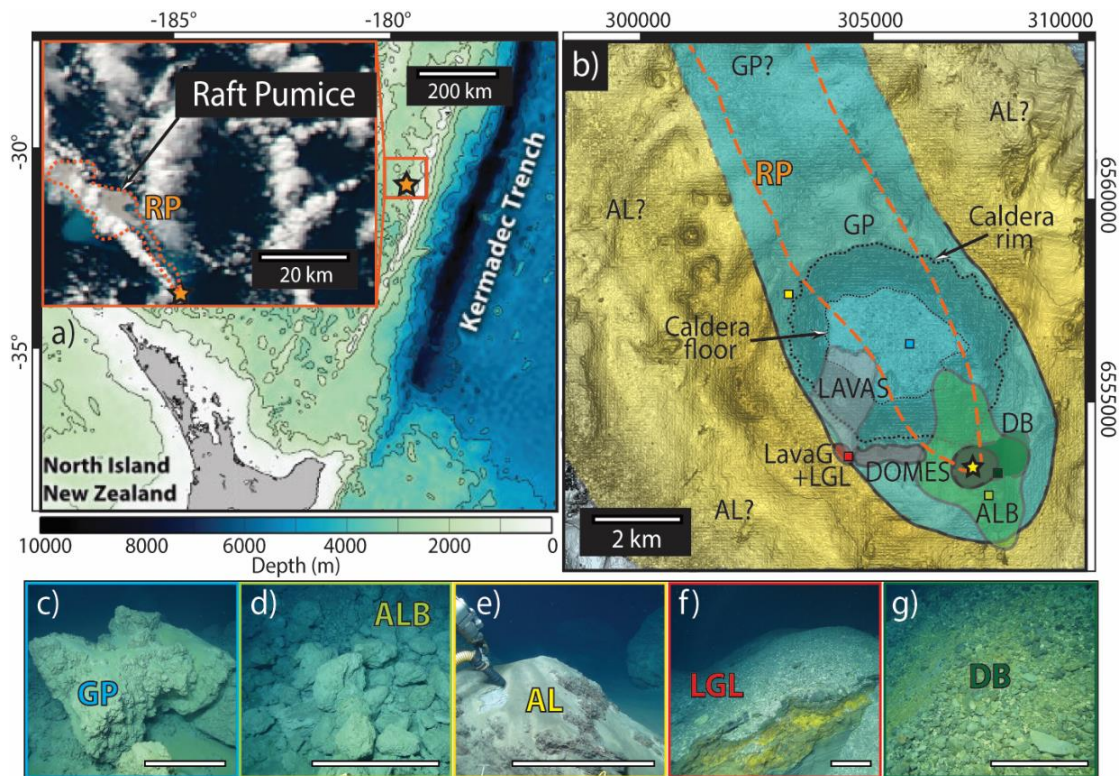 -185°
-180°
Raft Pumice
200 km
-30°
RP
20 km
a)
-35°
Kermadec Trench
North Island
New Zealand
10000
8000
6000
4000
2000
0
Depth (m)
300000
305000
310000
b)
GP?
AL?
RP
AL?
6560000
GP
Caldera
rim
Caldera
floor
LAVAS
6555000
DB
LavaG
+LGL
DOMES
ALB
AL?
2 km
c)
GP
d)
ALB
e)
AL
f)
LGL
g)
DB